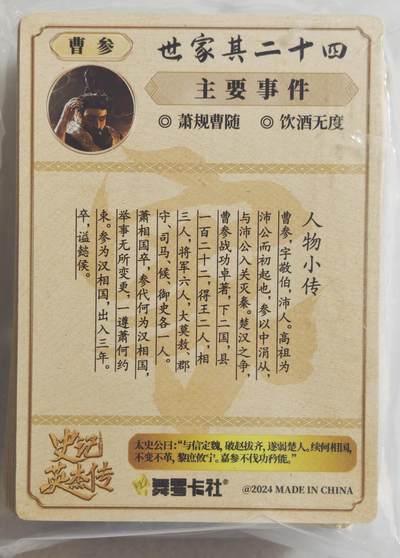 曹参
世家其二十四
主要事件
◎ 萧规曹随 ◎ 饮酒无度
人物小传
曹参，字敬伯，沛人。高祖为
沛公而初起也，参以中涓从，
与沛公入关灭秦。楚汉之争，
曹参战功卓著，下二国，县
一百二十二，得王二人，相
三人，将军六人，大莫敖、郡
守、司马、候、御史各一人。
萧相国卒，参代何为汉相国，
举事无所变更，一遵萧何约
束。参为汉相国，出入三年。
卒，谥懿侯。
史记
英杰传
太史公曰：“与信定魏，破赵拔齐，遂弱楚人。续何相国，
不变不革，黎庶攸宁。嘉参不伐功矜能。”
卡社 @2024 MADE IN CHINA